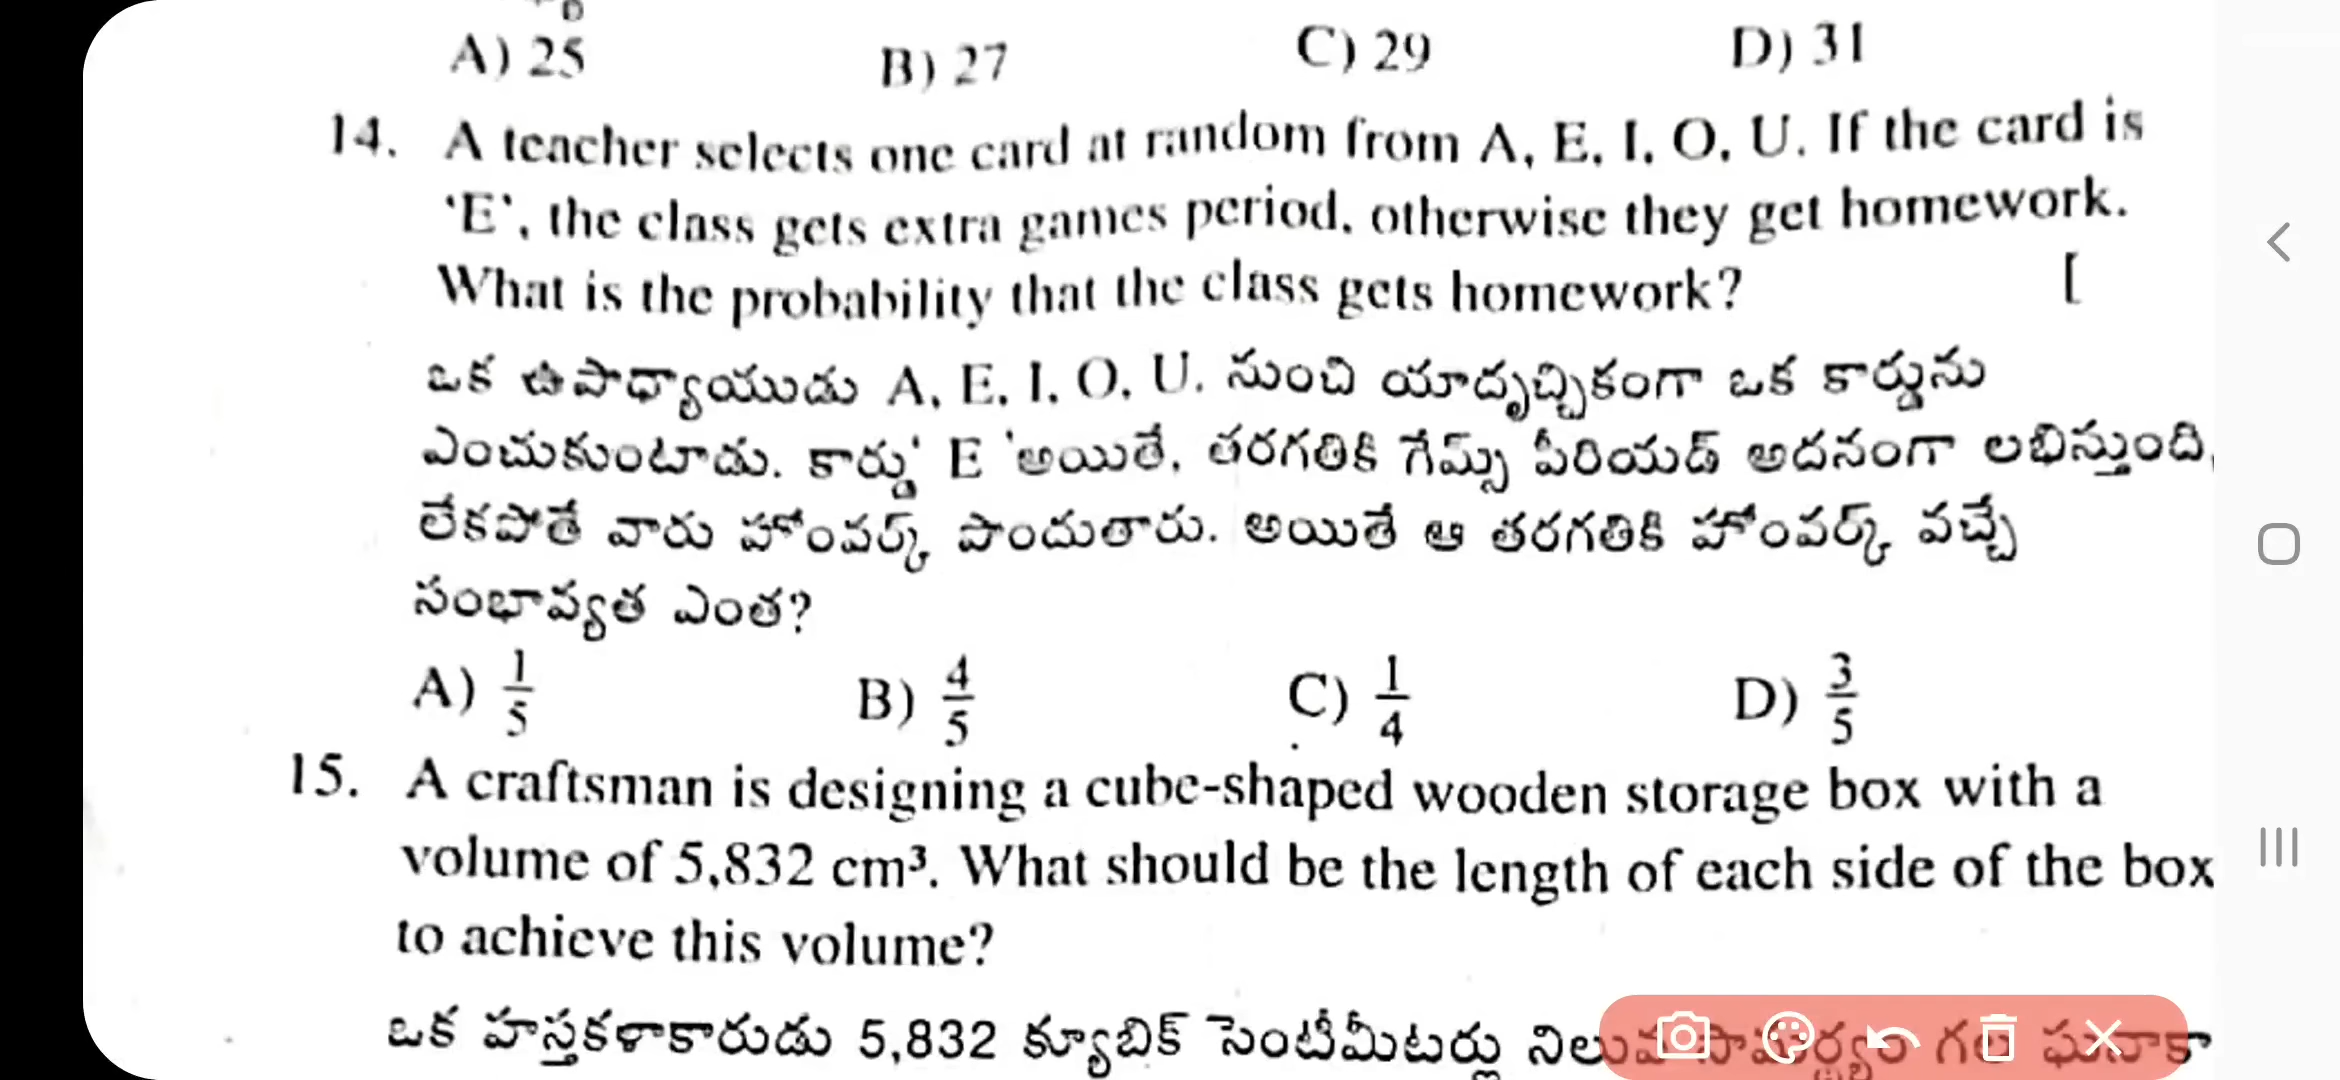 A) 25 B) 27 C) 29 D) 31
14. A teacher selects one card at random from A, E, I, O, U. If the card is
‘E’, the class gets extra games period, otherwise they get homework.
What is the probability that the class gets homework? [
ఒక ఉపాధ్యాయుడు A, E, I, O, U. నుంచి యాదృచ్ఛికంగా ఒక కార్డును
ఎంచుకుంటాడు. కార్డు' E 'అయితే, తరగతికి గేమ్స్ పీరియడ్ అదనంగా లభిస్తుంది,
లేకపోతే వారు హోంవర్క్ పొందుతారు. అయితే ఆ తరగతికి హోంవర్క్ వచ్చే
సంభావ్యత ఎంత?
A) 1/5 B) 4/5 C) 1/4 D) 3/5
15. A craftsman is designing a cube-shaped wooden storage box with a
volume of 5,832 cm³. What should be the length of each side of the box
to achieve this volume?
ఒక హస్తకళాకారుడు 5,832 క్యూబిక్ సెంటీమీటర్లు గల ఘనాకా